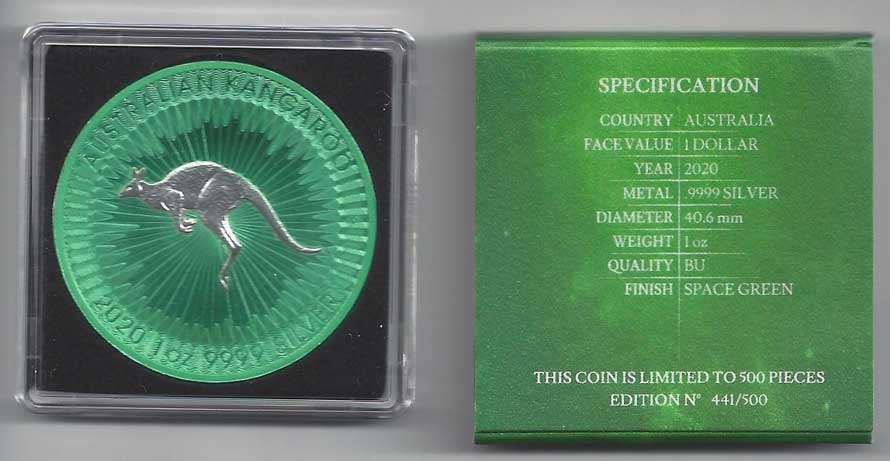 AUSTRALIAN KANGAROO
2020 1oz 9999 SILVER
SPECIFICATION
COUNTRY AUSTRALIA
FACE VALUE 1 DOLLAR
YEAR 2020
METAL .9999 SILVER
DIAMETER 40.6 mm
WEIGHT 1 oz
QUALITY BU
FINISH SPACE GREEN
THIS COIN IS LIMITED TO 500 PIECES
EDITION Nº 441/500